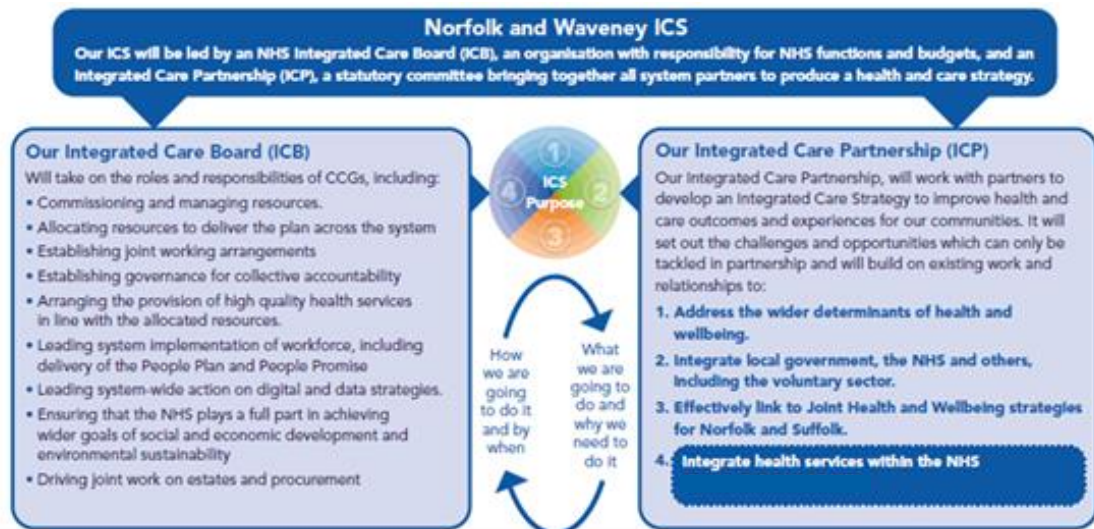 Norfolk and Waveney ICS
Our ICS will be led by an NHS Integrated Care Board (ICB), an organisation with responsibility for NHS functions and budgets, and an
Integrated Care Partnership (ICP), a statutory committee bringing together all system partners to produce a health and care strategy.
Our Integrated Care Board (ICB)
Will take on the roles and responsibilities of CCGs, including:
• Commissioning and managing resources.
• Allocating resources to deliver the plan across the system
• Establishing joint working arrangements
• Establishing governance for collective accountability
• Arranging the provision of high quality health services
in line with the allocated resources.
• Leading system implementation of workforce, including
delivery of the People Plan and People Promise
• Leading system-wide action on digital and data strategies.
• Ensuring that the NHS plays a full part in achieving
wider goals of social and economic development and
environmental sustainability
• Driving joint work on estates and procurement
1
4
ICS
Purpose
2
3
How
we are
going
to do it
and by
when
What
we are
going to
do and
why we
need to
do it
Our Integrated Care Partnership (ICP)
Our Integrated Care Partnership, will work with partners to
develop an Integrated Care Strategy to improve health and
care outcomes and experiences for our communities. It will
set out the challenges and opportunities which can only be
tackled in partnership and will build on existing work and
relationships to:
1. Address the wider determinants of health and
wellbeing.
2. Integrate local government, the NHS and others,
including the voluntary sector.
3. Effectively link to Joint Health and Wellbeing strategies
for Norfolk and Suffolk.
4. Integrate health services within the NHS